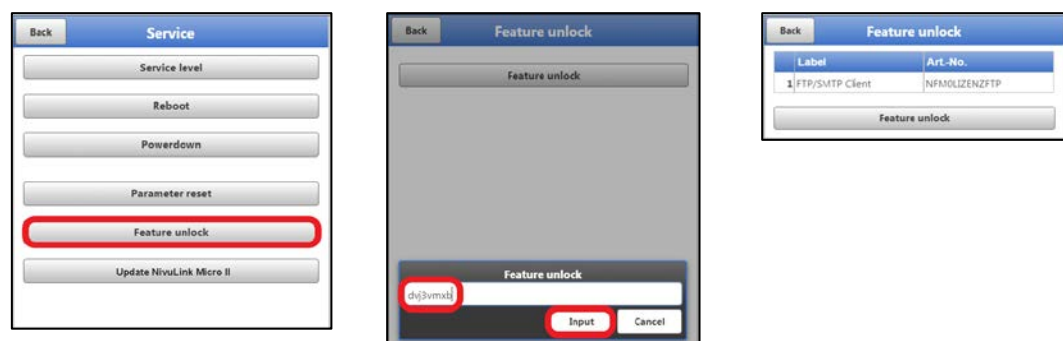 Back Service
Service level
Reboot
Powerdown
Parameter reset
Feature unlock
Update NivuLink Micro II
Back Feature unlock
Feature unlock
Feature unlock
dvj3vmxb
Input Cancel
Back Feature unlock
Label Art.-No.
1 FTP/SMTP Client NFM0LIZENZFTP
Feature unlock